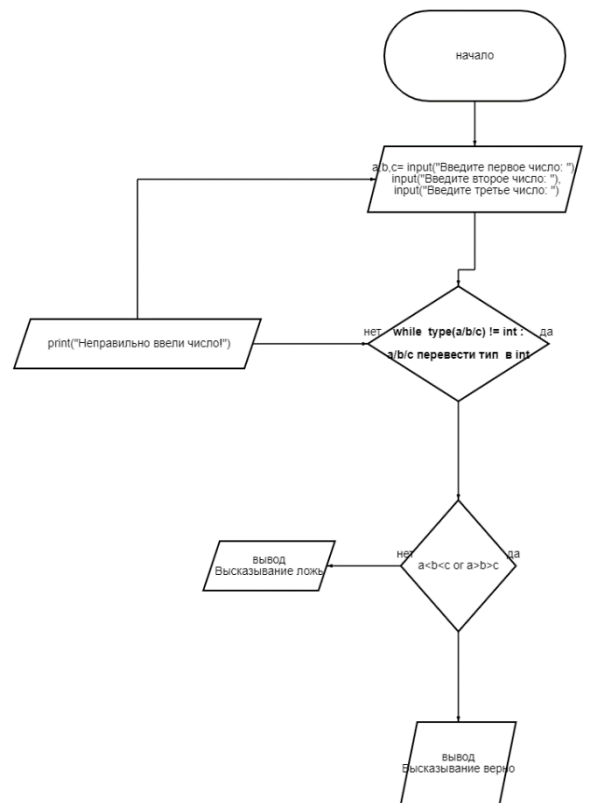 начало
a,b,c= input("Введите первое число: ")
input("Введите второе число: "),
input("Введите третье число: ")
нет
while type(a/b/c) != int :
да
a/b/c перевести тип в int
print("Неправильно ввели число!")
нет
да
a<b<c or a>b>c
вывод
Высказывание ложь
вывод
Высказывание верно